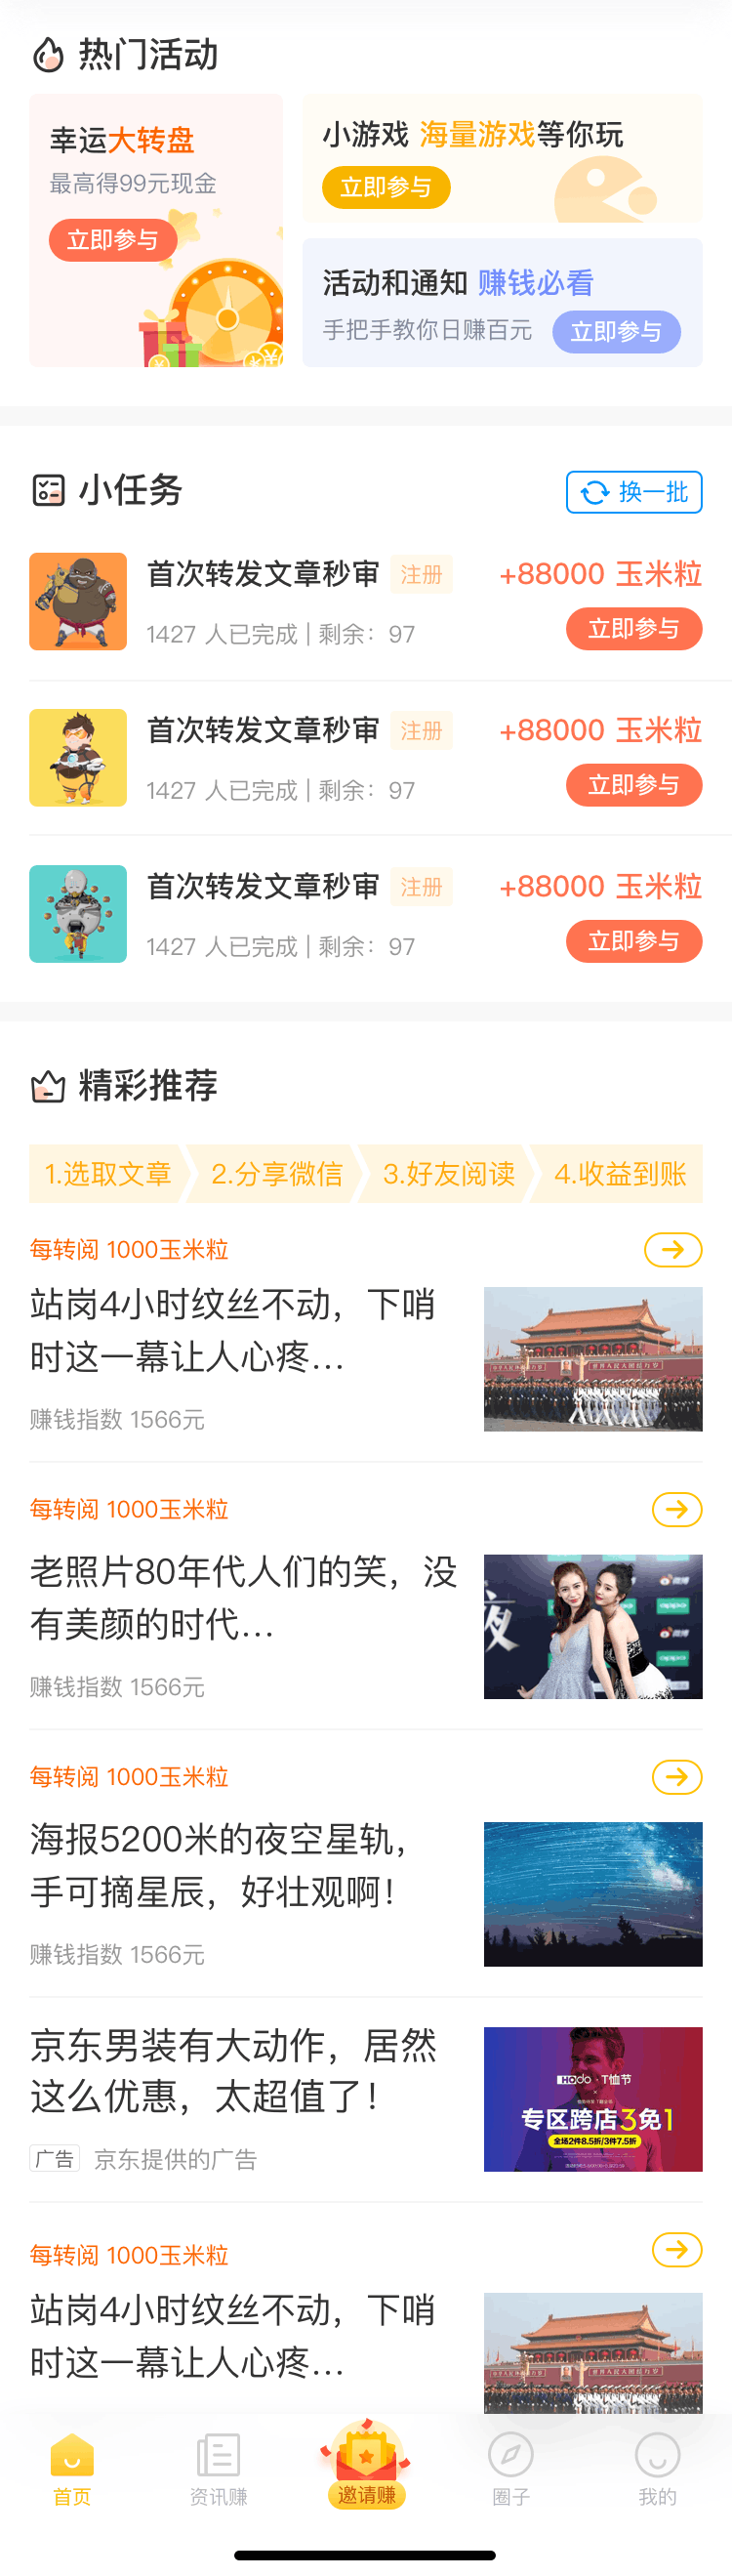 热门活动
幸运大转盘
最高得99元现金
立即参与
小游戏 海量游戏等你玩
立即参与
活动和通知 赚钱必看
手把手教你日赚百元
立即参与
小任务
换一批
首次转发文章秒审 注册
+88000 玉米粒
1427 人已完成 | 剩余：97
立即参与
首次转发文章秒审 注册
+88000 玉米粒
1427 人已完成 | 剩余：97
立即参与
首次转发文章秒审 注册
+88000 玉米粒
1427 人已完成 | 剩余：97
立即参与
精彩推荐
1.选取文章 2.分享微信 3.好友阅读 4.收益到账
每转阅 1000玉米粒
站岗4小时纹丝不动，下哨
时这一幕让人心疼...
赚钱指数 1566元
每转阅 1000玉米粒
老照片80年代人们的笑，没
有美颜的时代...
赚钱指数 1566元
夜
每转阅 1000玉米粒
海报5200米的夜空星轨，
手可摘星辰，好壮观啊！
赚钱指数 1566元
京东男装有大动作，居然
这么优惠，太超值了！
广告 京东提供的广告
Hodo · T恤节
专区跨店3免1
全场2件8.5折/3件7.5折
每转阅 1000玉米粒
站岗4小时纹丝不动，下哨
时这一幕让人心疼...
首页
资讯赚
邀请赚
圈子
我的